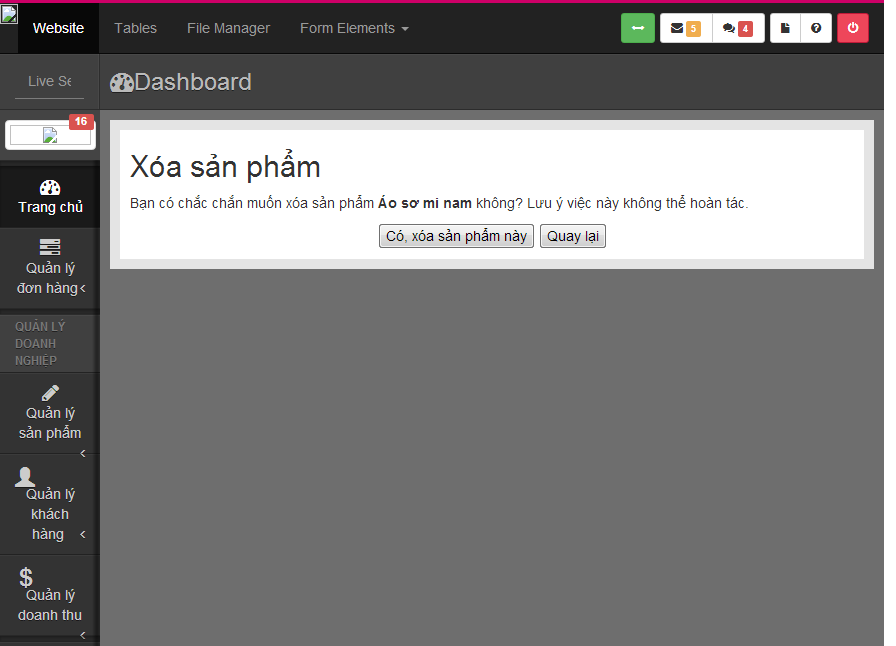 Website Tables File Manager Form Elements 5 4
Live Se
Dashboard
16
Xóa sản phẩm
Bạn có chắc chắn muốn xóa sản phẩm Áo sơ mi nam không? Lưu ý việc này không thể hoàn tác.
Có, xóa sản phẩm này Quay lại
Trang chủ
Quản lý
đơn hàng
QUẢN LÝ
DOANH
NGHIỆP
Quản lý
sản phẩm
Quản lý
khách
hàng
$
Quản lý
doanh thu